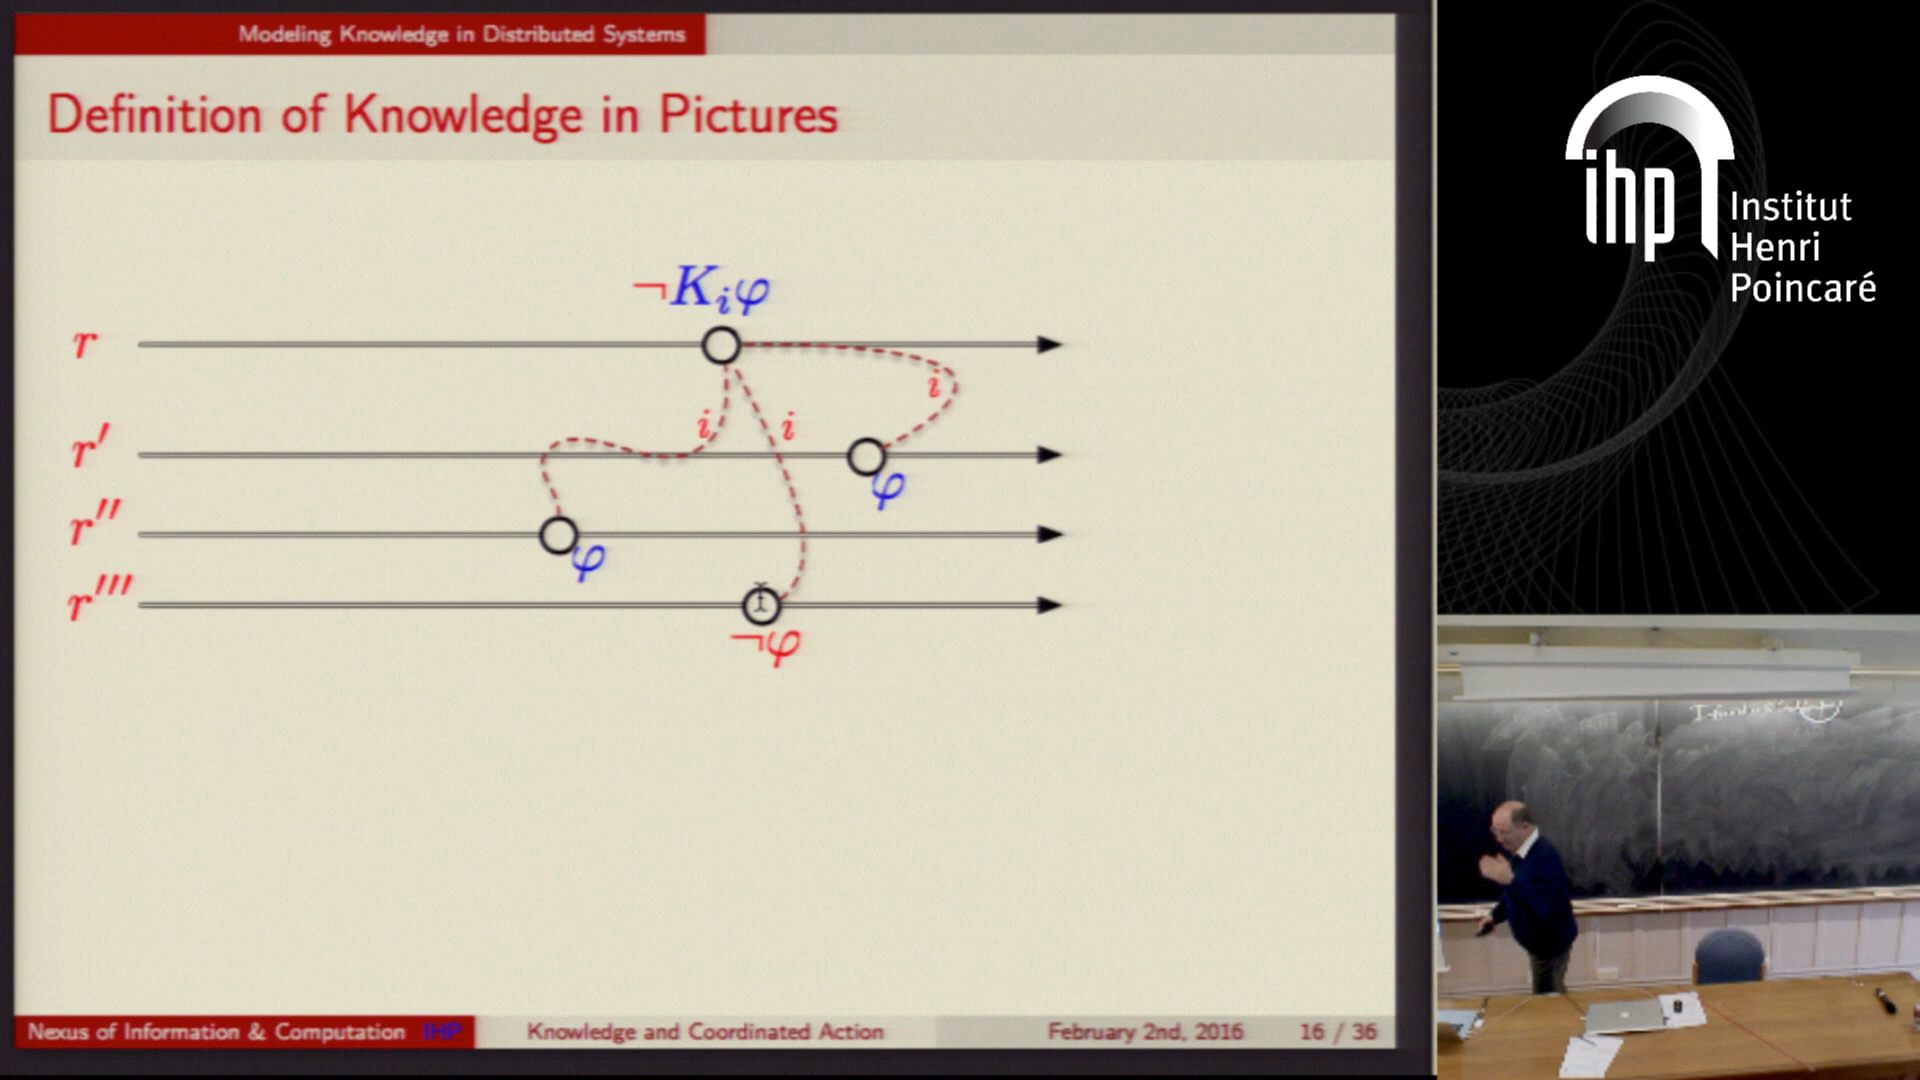 Modeling Knowledge in Distributed Systems
Definition of Knowledge in Pictures
¬Kᵢφ
r
i
r′
i
i
φ
r″
φ
r‴
¬φ
Nexus of Information & Computation IHP
Knowledge and Coordinated Action
February 2nd, 2016
16 / 36
ihp
Institut
Henri
Poincaré